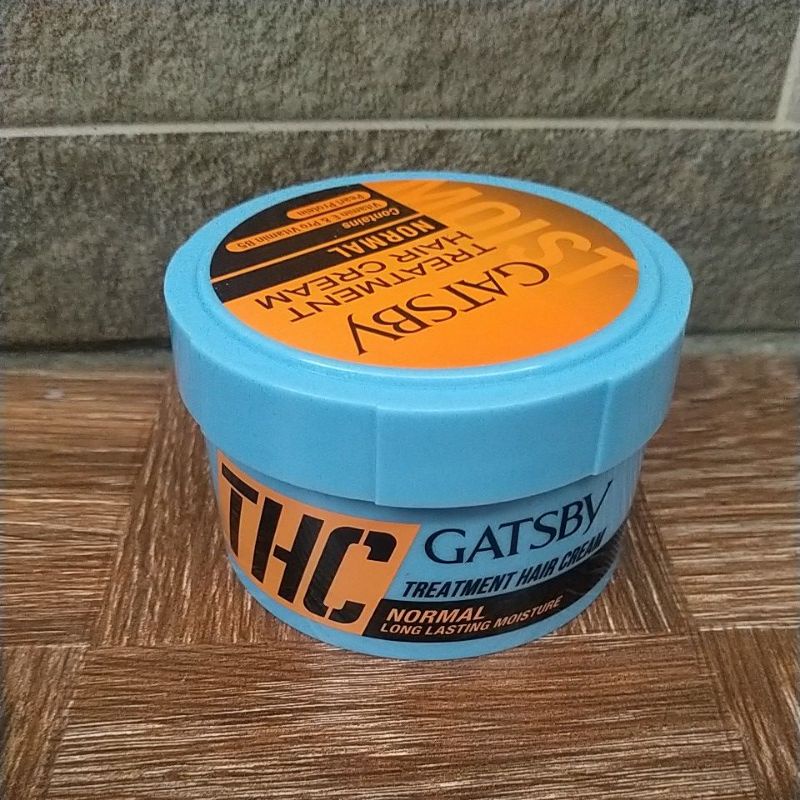 MOIST
GATSBY
TREATMENT
HAIR CREAM
NORMAL
Contains
Vitamin E & Pro Vitamin B5
Pearl Protein
THC
GATSBY
TREATMENT HAIR CREAM
NORMAL
LONG LASTING MOISTURE